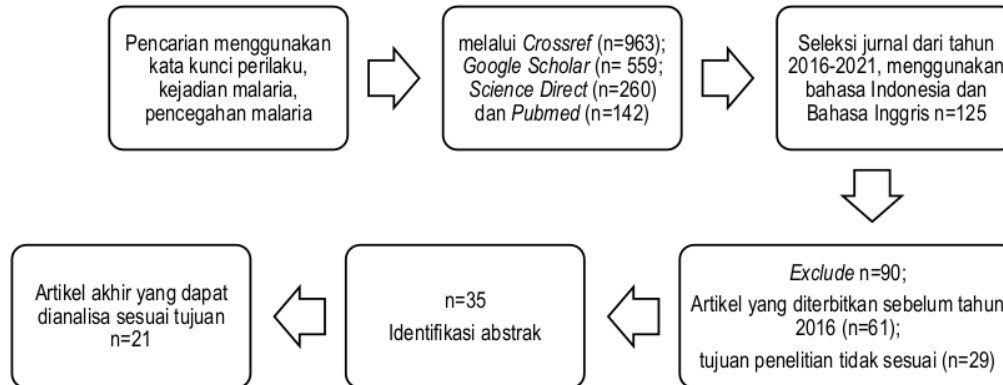 Pencarian menggunakan
kata kunci perilaku,
kejadian malaria,
pencegahan malaria
melalui Crossref (n=963);
Google Scholar (n= 559;
Science Direct (n=260)
dan Pubmed (n=142)
Seleksi jurnal dari tahun
2016-2021, menggunakan
bahasa Indonesia dan
Bahasa Inggris n=125
Exclude n=90;
Artikel yang diterbitkan sebelum tahun
2016 (n=61);
tujuan penelitian tidak sesuai (n=29)
n=35
Identifikasi abstrak
Artikel akhir yang dapat
dianalisa sesuai tujuan
n=21